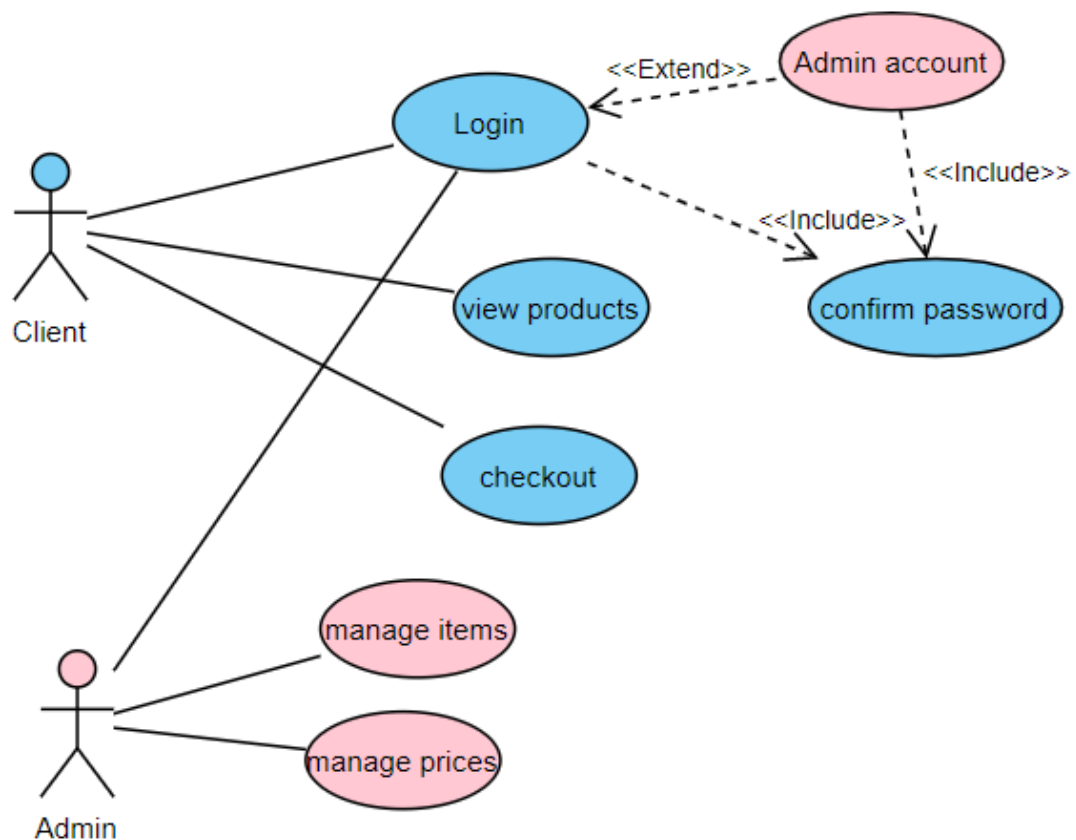 Admin account
<<Extend>>
Login
<<Include>>
<<Include>>
view products
confirm password
Client
checkout
manage items
manage prices
Admin